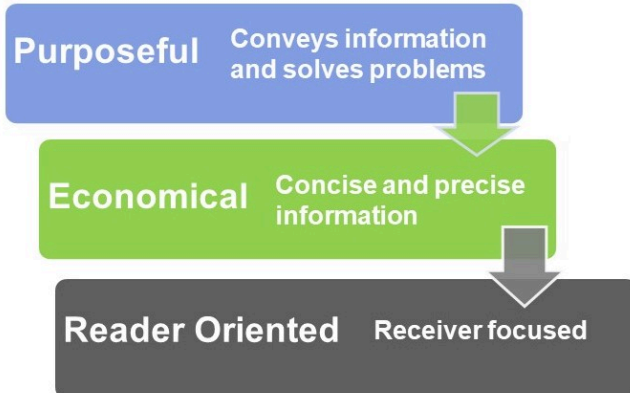 Purposeful
Conveys information
and solves problems
Economical
Concise and precise
information
Reader Oriented
Receiver focused